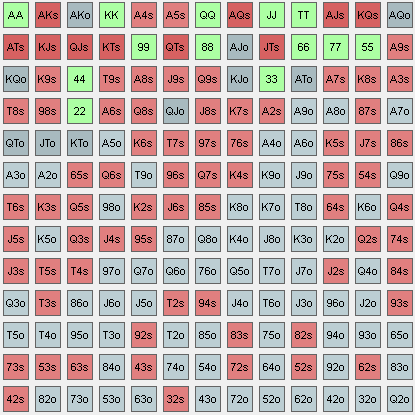 AA AKs AKo KK A4s A5s QQ AQs JJ TT AJs KQs AQo
ATs KJs QJs KTs 99 QTs 88 AJo JTs 66 77 55 A9s
KQo K9s 44 T9s A8s J9s Q9s KJo 33 ATo A7s K8s A3s
T8s 98s 22 A6s Q8s QJo J8s K7s A2s A9o A8o 87s A7o
QTo JTo KTo A5o K6s T7s 97s 76s A4o A6o K5s J7s 86s
A3o A2o 65s Q6s T9o 96s Q7s K4s K9o J9o 75s 54s Q9o
T6s K3s Q5s 98o K2s J6s 85s K8o K7o T8o 64s K6o Q4s
J5s K5o Q3s J4s 95s 87o Q8o K4o J8o K3o K2o Q2s 74s
J3s T5s T4s 97o Q7o Q6o 76o Q5o T7o J7o J2s Q4o 84s
Q3o T3s 86o J6o J5o T2s 94s J4o T6o J3o 96o J2o 93s
T5o T4o 95o T3o 92s T2o 85o 83s 75o 82s 94o 93o 65o
73s 53s 63s 84o 43s 74o 54o 72s 64o 52s 92o 62s 83o
42s 82o 73o 53o 63o 32s 43o 72o 52o 62o 42o 32o Q2o